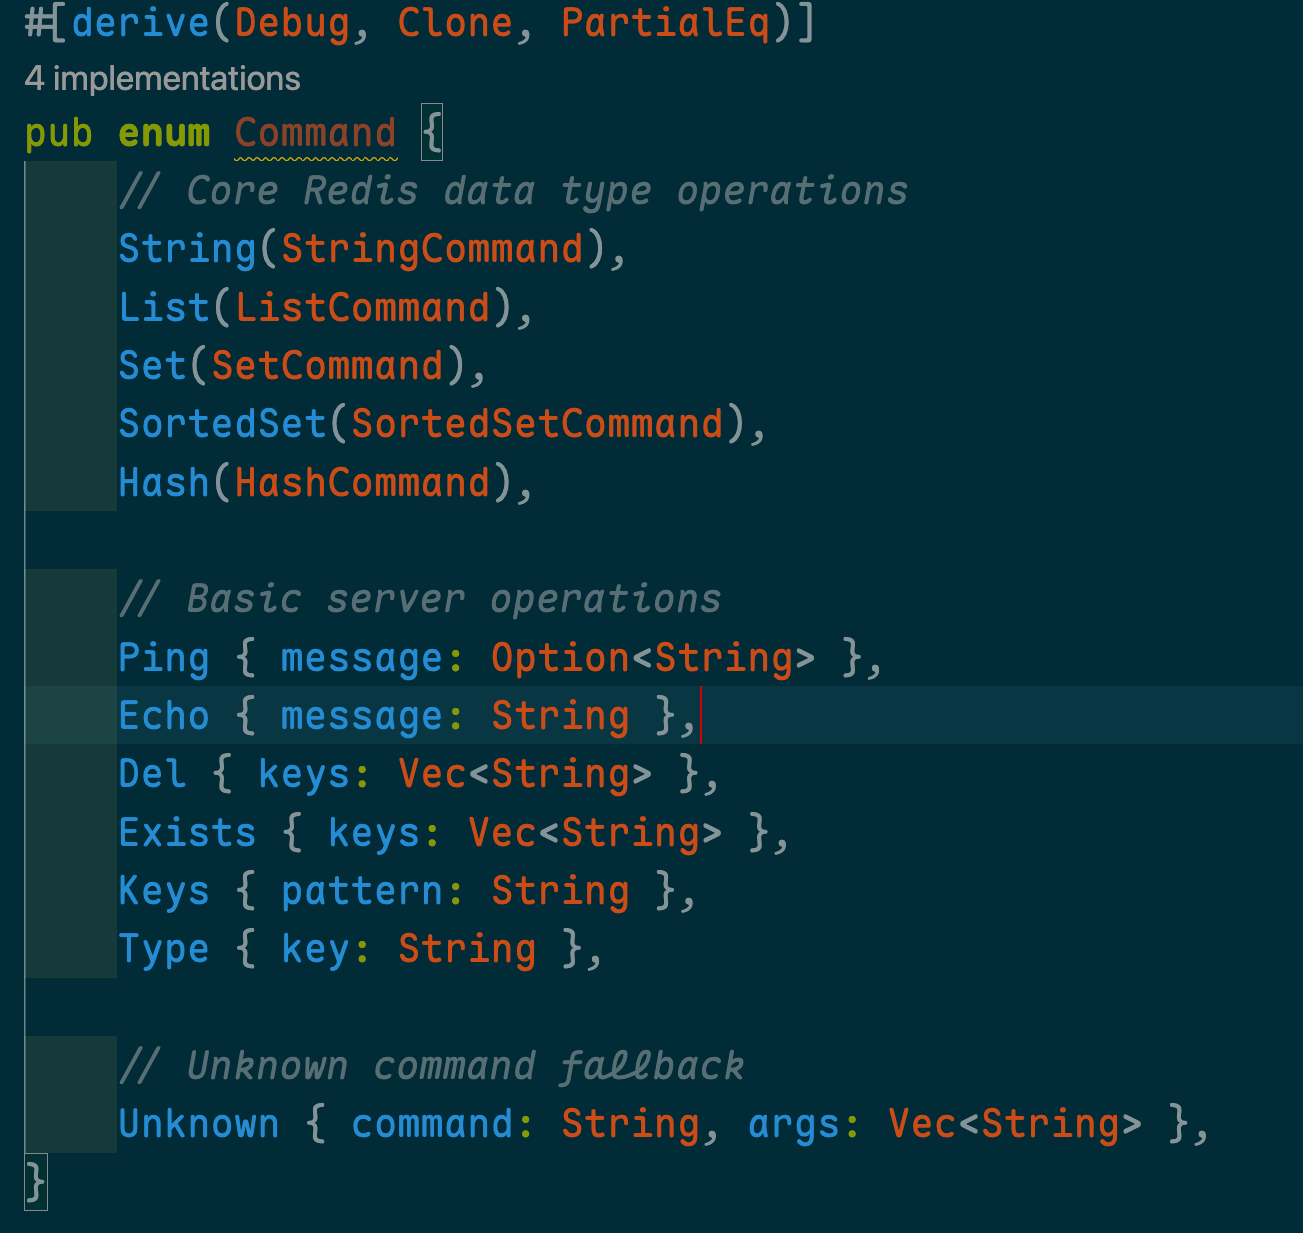 #[derive(Debug, Clone, PartialEq)]
4 implementations
pub enum Command {
// Core Redis data type operations
String(StringCommand),
List(ListCommand),
Set(SetCommand),
SortedSet(SortedSetCommand),
Hash(HashCommand),
// Basic server operations
Ping { message: Option<String> },
Echo { message: String },
Del { keys: Vec<String> },
Exists { keys: Vec<String> },
Keys { pattern: String },
Type { key: String },
// Unknown command fallback
Unknown { command: String, args: Vec<String> },
}